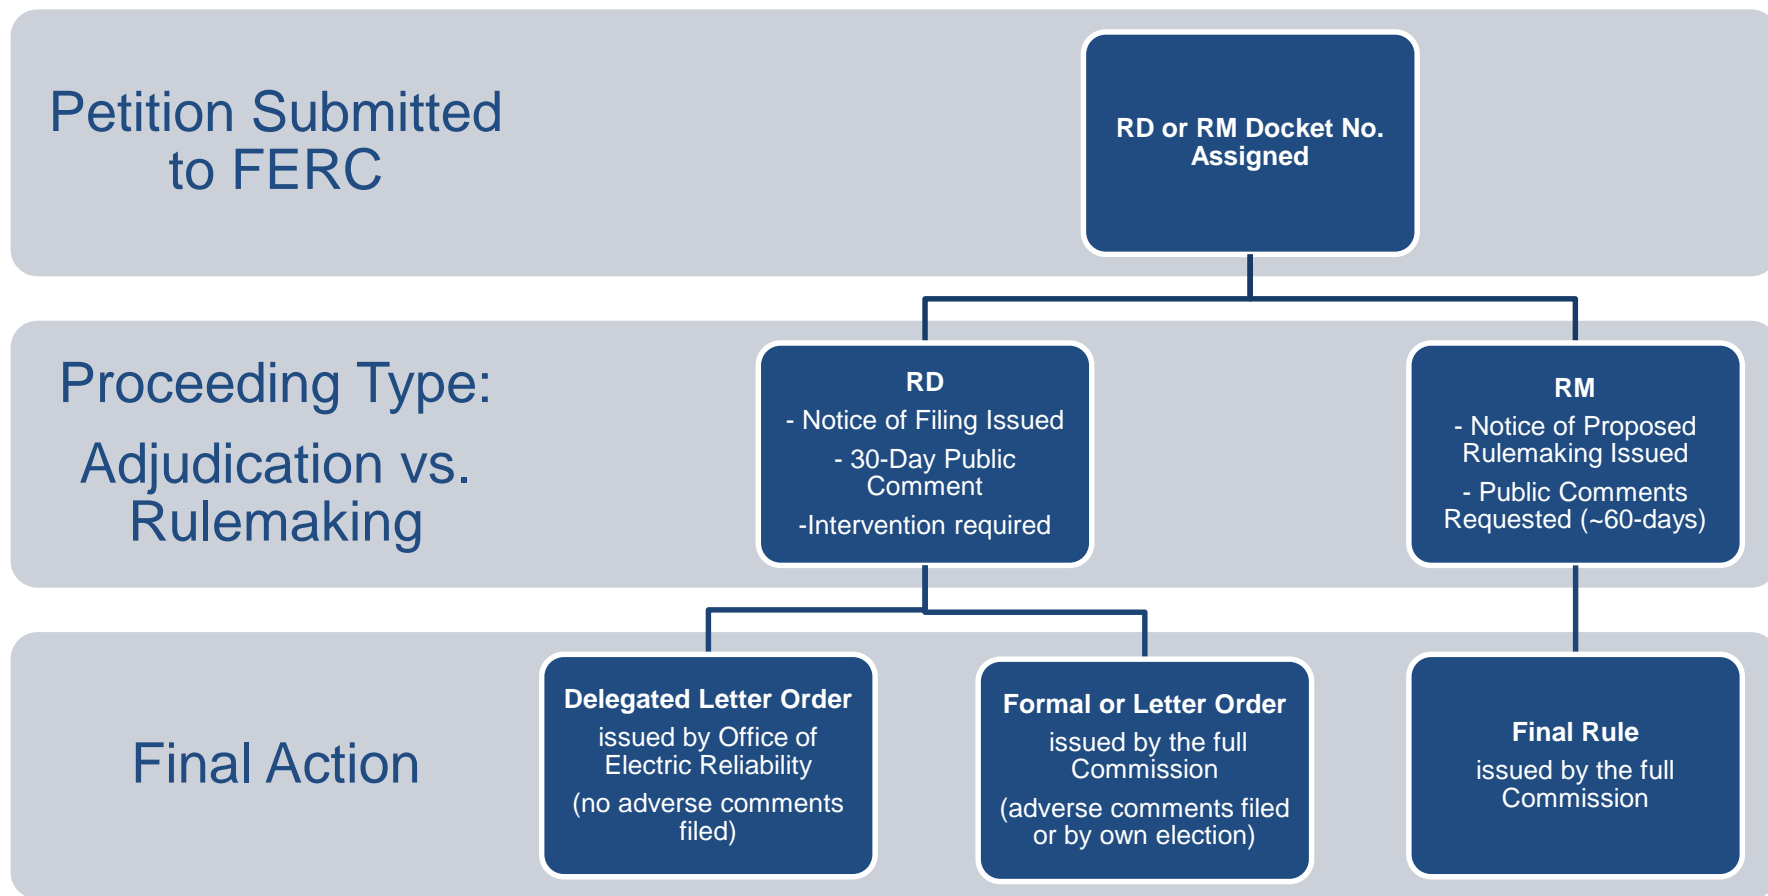 Petition Submitted
to FERC
RD or RM Docket No.
Assigned
Proceeding Type:
Adjudication vs.
Rulemaking
RD
- Notice of Filing Issued
- 30-Day Public
Comment
-Intervention required
RM
- Notice of Proposed
Rulemaking Issued
- Public Comments
Requested (~60-days)
Final Action
Delegated Letter Order
issued by Office of
Electric Reliability
(no adverse comments
filed)
Formal or Letter Order
issued by the full
Commission
(adverse comments filed
or by own election)
Final Rule
issued by the full
Commission